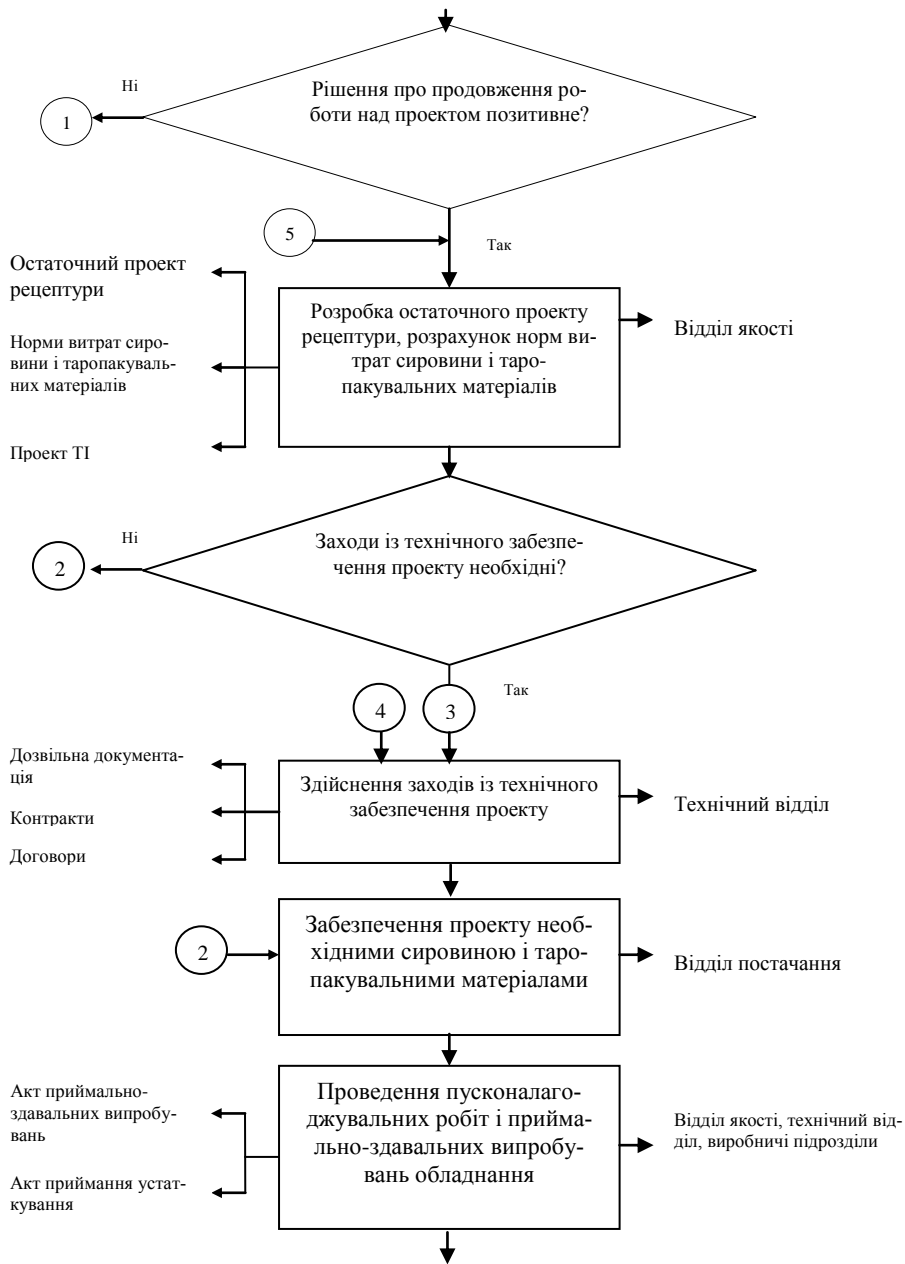 Рішення про продовження ро-
боти над проектом позитивне?
Ні
1
5
Так
Остаточний проект
рецептури
Норми витрат сиро-
вини і таропакуваль-
них матеріалів
Проект ТІ
Розробка остаточного проекту
рецептури, розрахунок норм ви-
трат сировини і таро-
пакувальних матеріалів
Відділ якості
Ні
2
Заходи із технічного забезпе-
чення проекту необхідні?
Так
4
3
Дозвільна документа-
ція
Контракти
Договори
Здійснення заходів із технічного
забезпечення проекту
Технічний відділ
2
Забезпечення проекту необ-
хідними сировиною і таро-
пакувальними матеріалами
Відділ постачання
Акт приймально-
здавальних випробу-
вань
Акт приймання устат-
кування
Проведення пусконалаго-
джувальних робіт і прийма-
льно-здавальних випробу-
вань обладнання
Відділ якості, технічний від-
діл, виробничі підрозділи